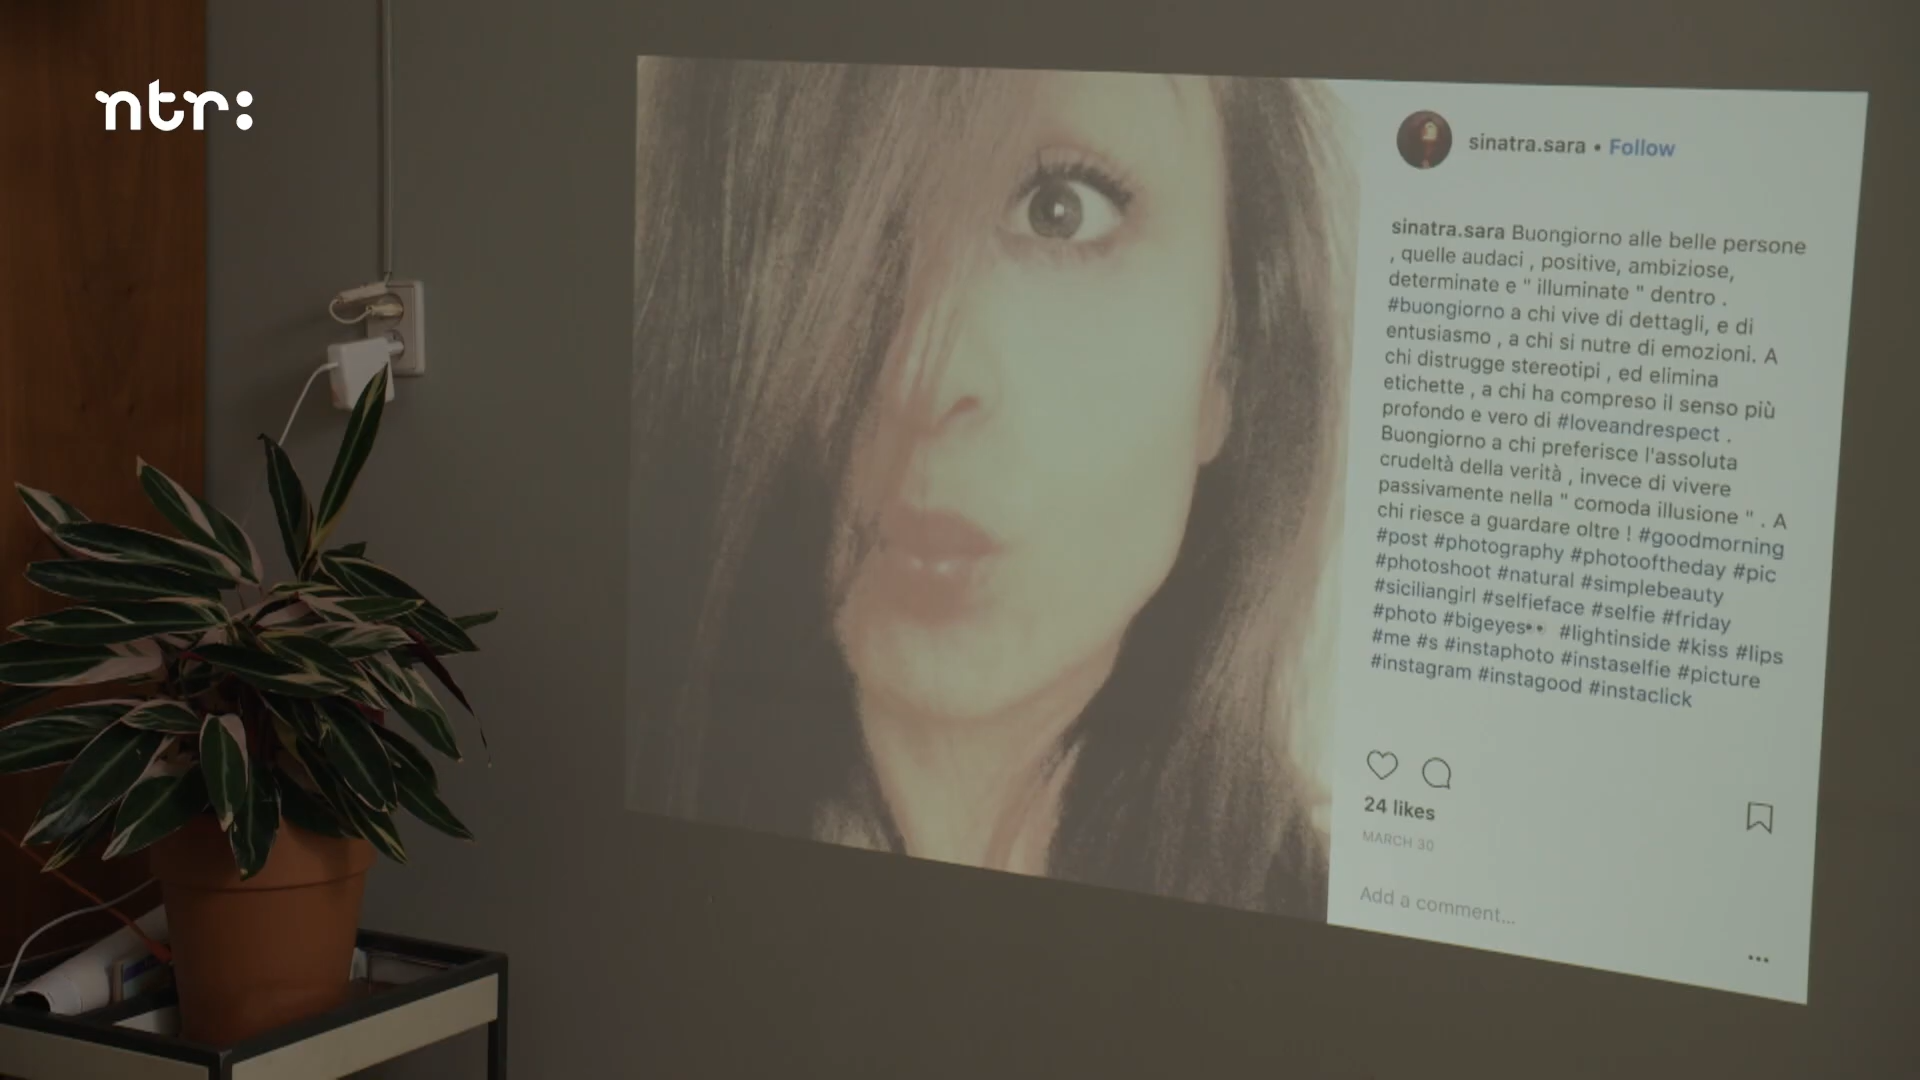 ntr:
sinatra.sara • Follow
sinatra.sara Buongiorno alle belle persone
, quelle audaci , positive, ambiziose,
determinate e " illuminate " dentro .
#buongiorno a chi vive di dettagli, e di
entusiasmo , a chi si nutre di emozioni. A
chi distrugge stereotipi , ed elimina
etichette , a chi ha compreso il senso più
profondo e vero di #loveandrespect .
Buongiorno a chi preferisce l'assoluta
crudeltà della verità , invece di vivere
passivamente nella " comoda illusione " . A
chi riesce a guardare oltre ! #goodmorning
#post #photography #photooftheday #pic
#photoshoot #natural #simplebeauty
#siciliangirl #selfieface #selfie #friday
#photo #bigeyes👀 #lightinside #kiss #lips
#me #s #instaphoto #instaselfie #picture
#instagram #instagood #instaclick
24 likes
MARCH 30
Add a comment...